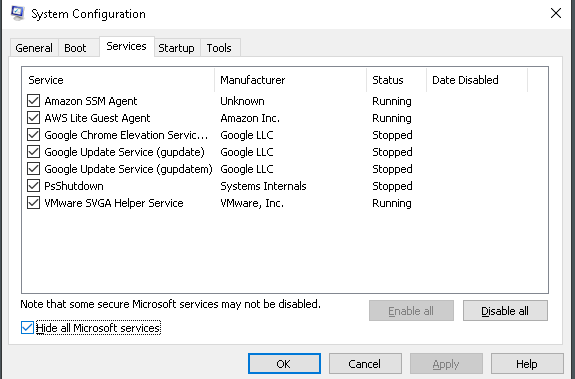 System Configuration
General Boot Services Startup Tools
Service Manufacturer Status Date Disabled
Amazon SSM Agent Unknown Running
AWS Lite Guest Agent Amazon Inc. Running
Google Chrome Elevation Servic... Google LLC Stopped
Google Update Service (gupdate) Google LLC Stopped
Google Update Service (gupdatem) Google LLC Stopped
PsShutdown Systems Internals Stopped
VMware SVGA Helper Service VMware, Inc. Running
Note that some secure Microsoft services may not be disabled.
Enable all Disable all
Hide all Microsoft services
OK Cancel Apply Help